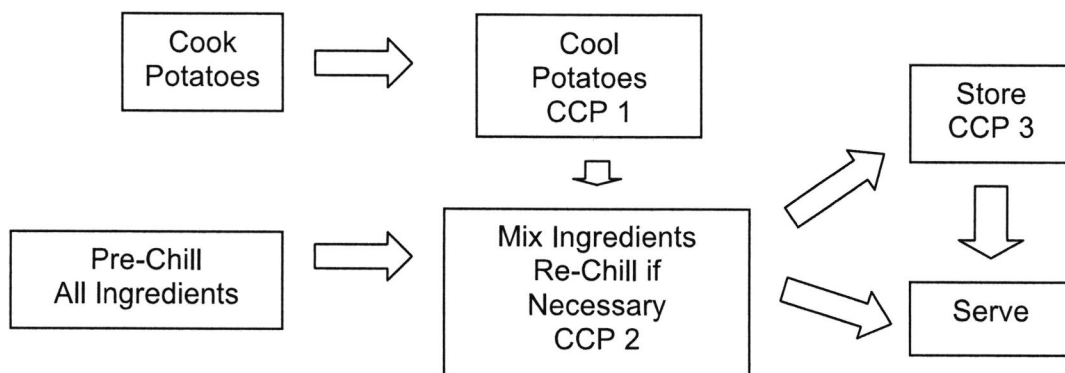 Cook
Potatoes
Cool
Potatoes
CCP 1
Store
CCP 3
Pre-Chill
All Ingredients
Mix Ingredients
Re-Chill if
Necessary
CCP 2
Serve